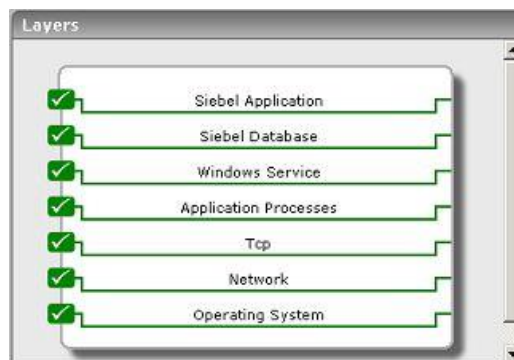 Layers
Siebel Application
Siebel Database
Windows Service
Application Processes
Tcp
Network
Operating System